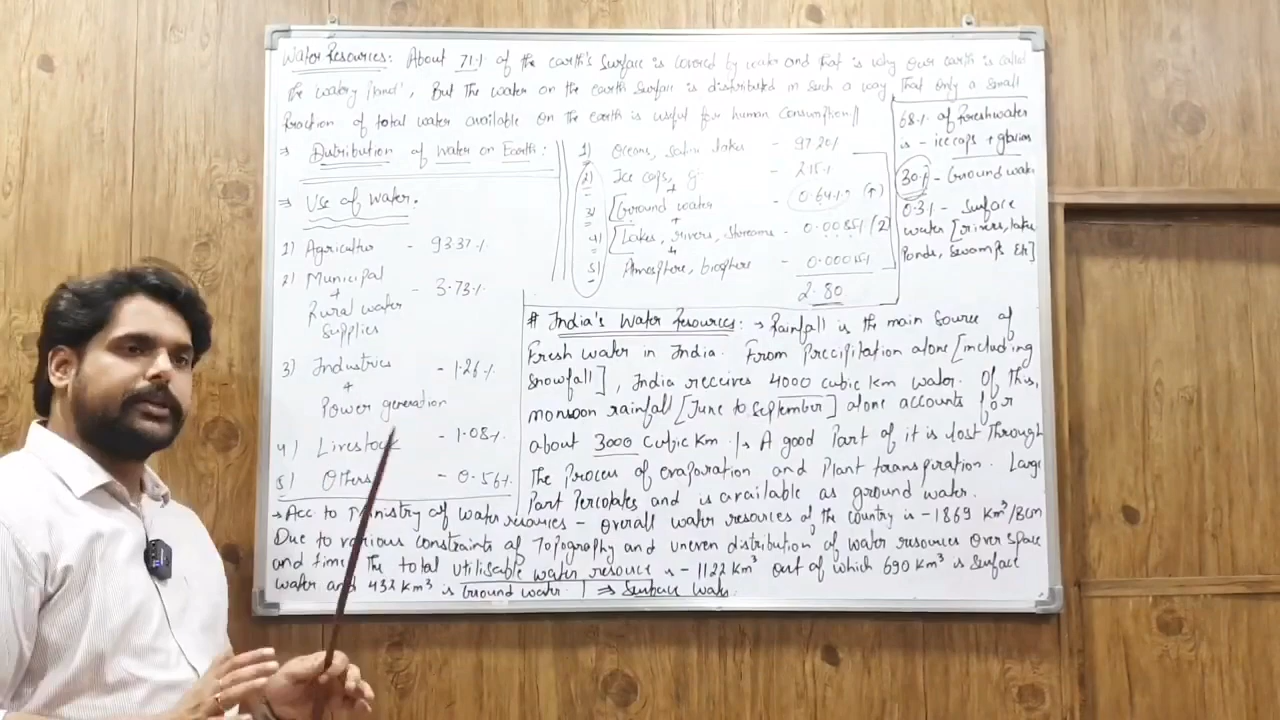 Water Resources: About 71% of the earth's surface is covered by water and that is why our earth is called
the watery planet', But the water on the earth surface is distributed in such a way, that only a small
fraction of total water available on the earth is useful for human Consumption//
⇒ Distribution of water on Earth:
⇒ Use of water.
1) Agricultur - 93.37%
2) Municipal
+
Rural water
Supplies
- 3.73%
3) Industries
+
Power generation
- 1.26%
4) Livestock - 1.08%
5) Others - 0.56%
1) Oceans, salin lakes - 97.20%
2) Ice caps, g - 2.15%
+
3) [Ground water - 0.64% (↑)
+
4) [Lakes, rivers, streams - 0.0085% (2)
+
5) Atmosphere, biosphere - 0.0005%
2.80
68% of freshwater
is - ice caps + glaciers
30% - Ground water
0.3% - Surface
water [rivers, lakes
Ponds, Swamps Etc]
# India's Water Resources: → Rainfall is the main Source of
Fresh water in India. From Precipitation alone [including
Snowfall], India receives 4000 cubic km water. Of this,
monsoon rainfall [June to September] alone accounts for
about 3000 Cubic Km. A good Part of it is lost through
The Process of evaporation and Plant transpiration. Large
Part Percolates and is available as ground water.
→ Acc to Ministry of Water resources - overall water resources of the country is - 1869 Km³/BCM
Due to various constraints of Topography and uneven distribution of water resources over space
and time, The total utilisable water resource is - 1122 Km³ out of which 690 Km³ is Surface
water and 432 Km³ is Ground water. ⇒ Surface Water.